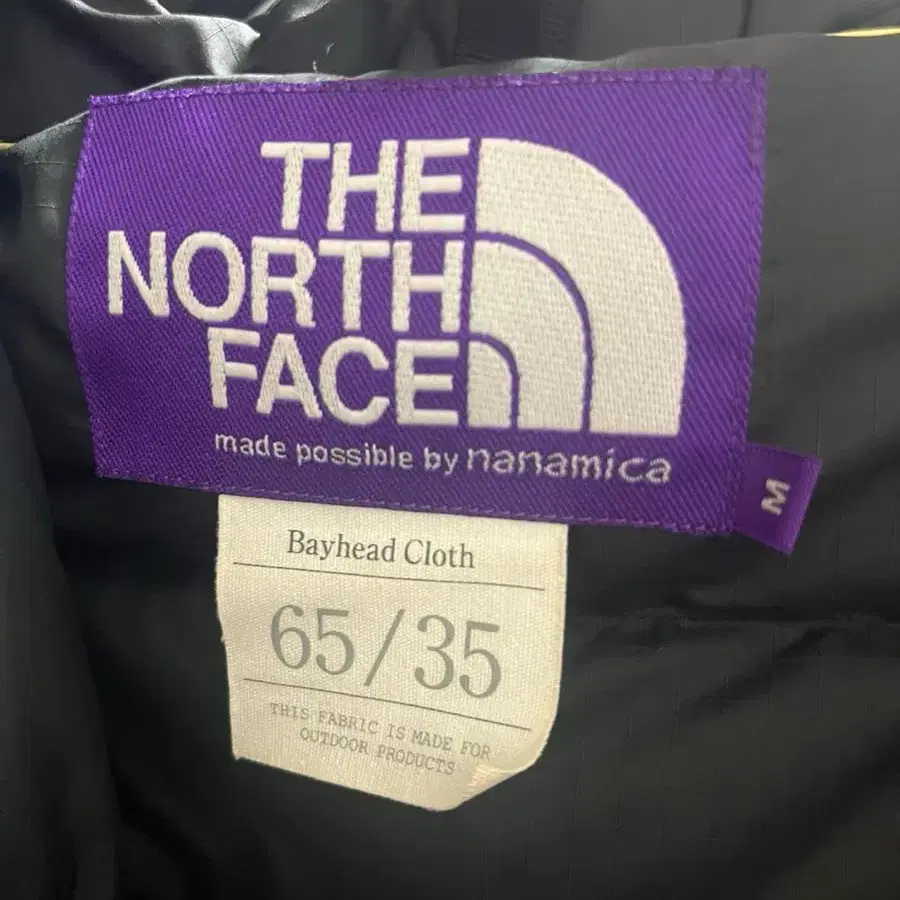 THE
NORTH
FACE
made possible by nanamica
M
Bayhead Cloth
65/35
THIS FABRIC IS MADE FOR
OUTDOOR PRODUCTS